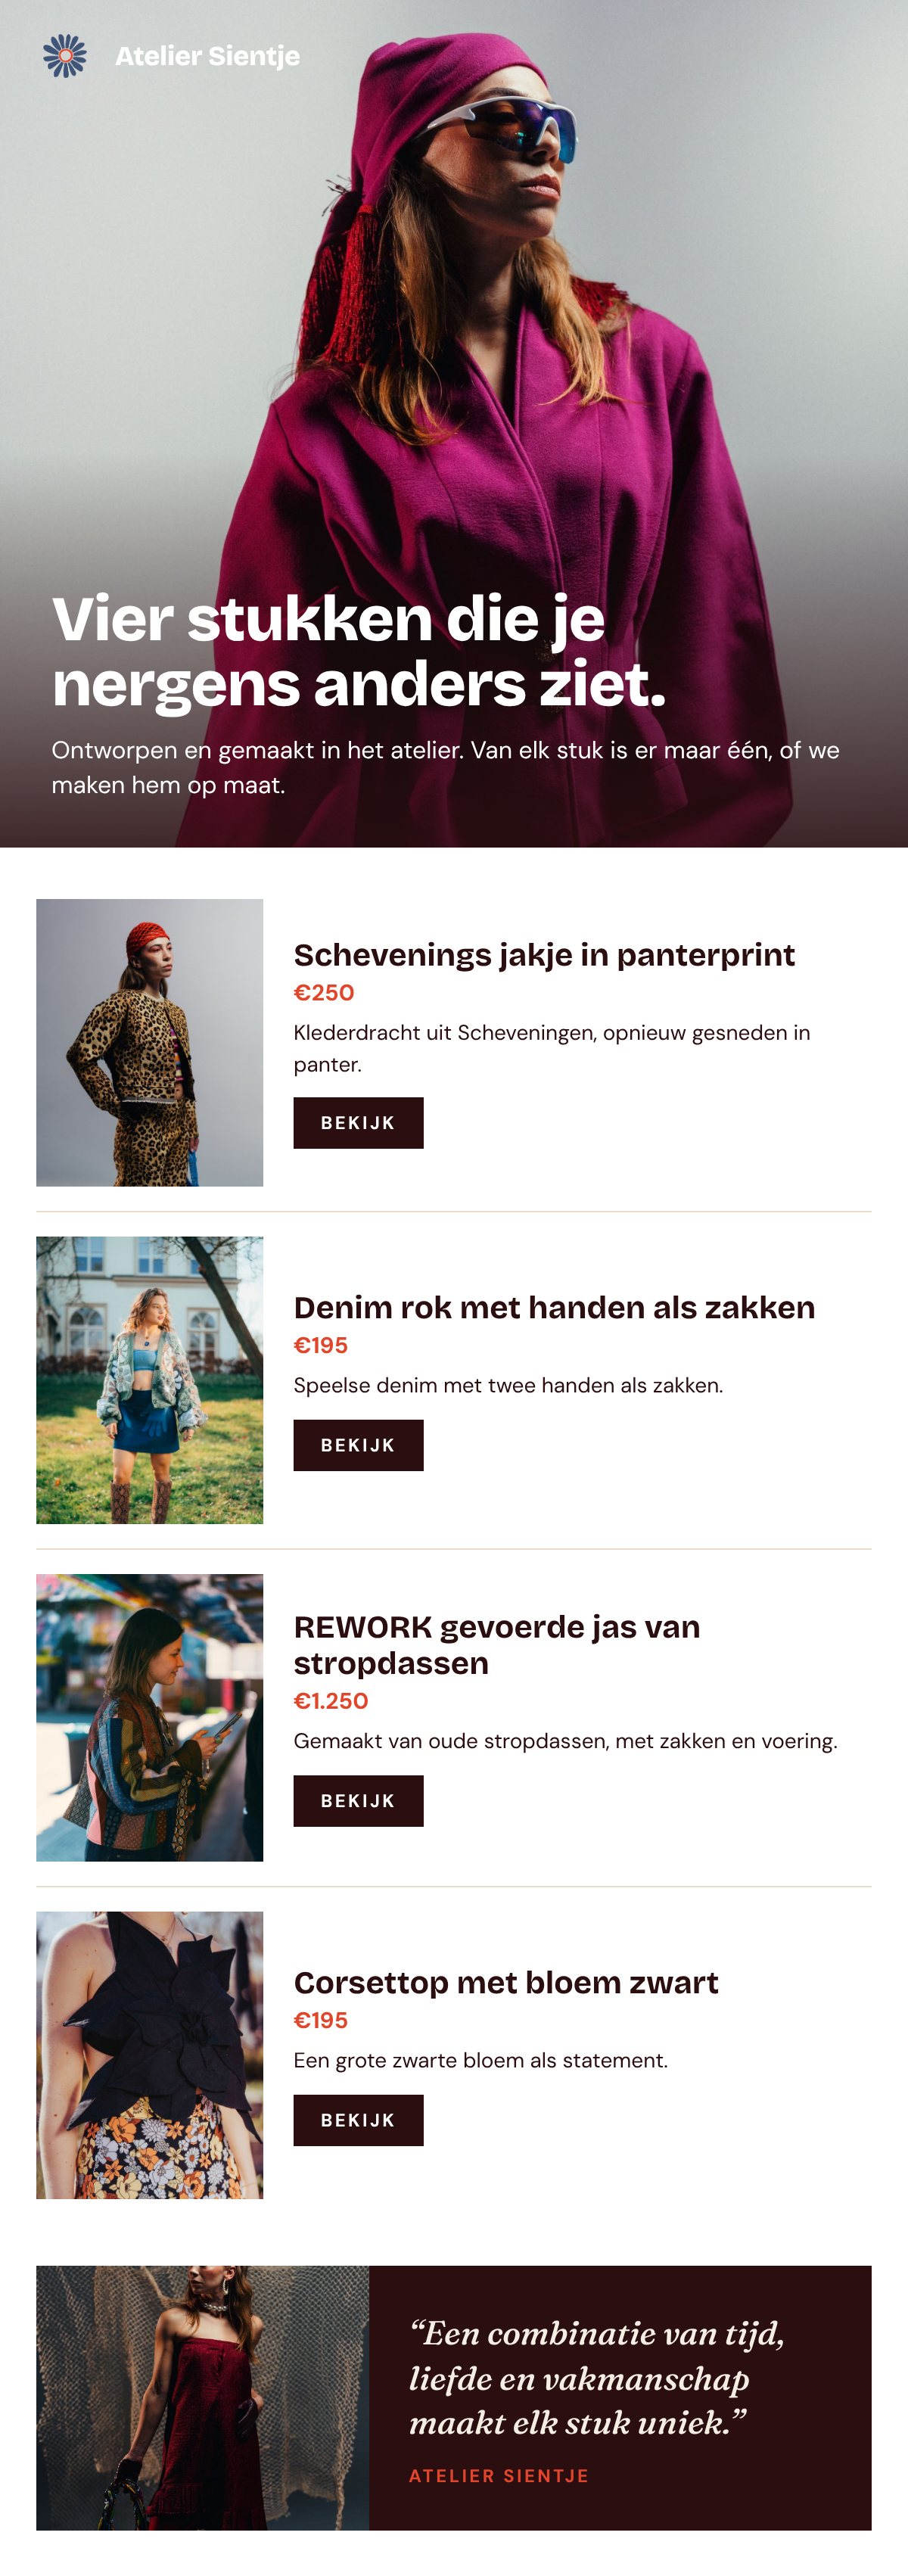 Atelier Sientje
Vier stukken die je
nergens anders ziet.
Ontworpen en gemaakt in het atelier. Van elk stuk is er maar één, of we
maken hem op maat.
Schevenings jakje in panterprint
€250
Klederdracht uit Scheveningen, opnieuw gesneden in
panter.
BEKIJK
Denim rok met handen als zakken
€195
Speelse denim met twee handen als zakken.
BEKIJK
REWORK gevoerde jas van
stropdassen
€1.250
Gemaakt van oude stropdassen, met zakken en voering.
BEKIJK
Corsettop met bloem zwart
€195
Een grote zwarte bloem als statement.
BEKIJK
“Een combinatie van tijd,
liefde en vakmanschap
maakt elk stuk uniek.”
ATELIER SIENTJE